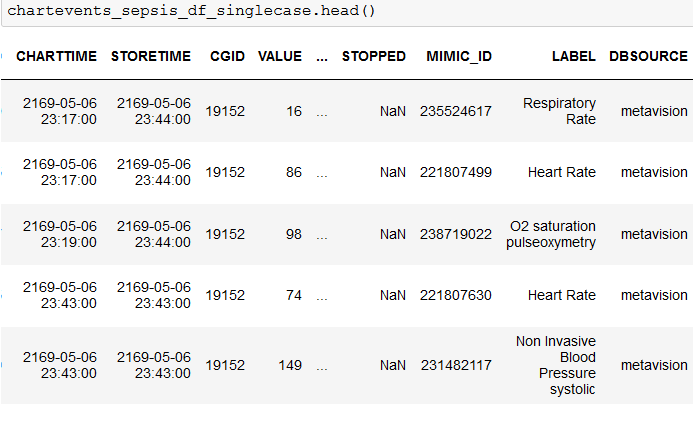 chartevents_sepsis_df_singlecase.head()
CHARTTIME STORETIME CGID VALUE ... STOPPED MIMIC_ID LABEL DBSOURCE
2169-05-06 23:17:00 2169-05-06 23:44:00 19152 16 ... NaN 235524617 Respiratory Rate metavision
2169-05-06 23:17:00 2169-05-06 23:44:00 19152 86 ... NaN 221807499 Heart Rate metavision
2169-05-06 23:19:00 2169-05-06 23:44:00 19152 98 ... NaN 238719022 O2 saturation pulseoxymetry metavision
2169-05-06 23:43:00 2169-05-06 23:43:00 19152 74 ... NaN 221807630 Heart Rate metavision
2169-05-06 23:43:00 2169-05-06 23:43:00 19152 149 ... NaN 231482117 Non Invasive Blood Pressure systolic metavision